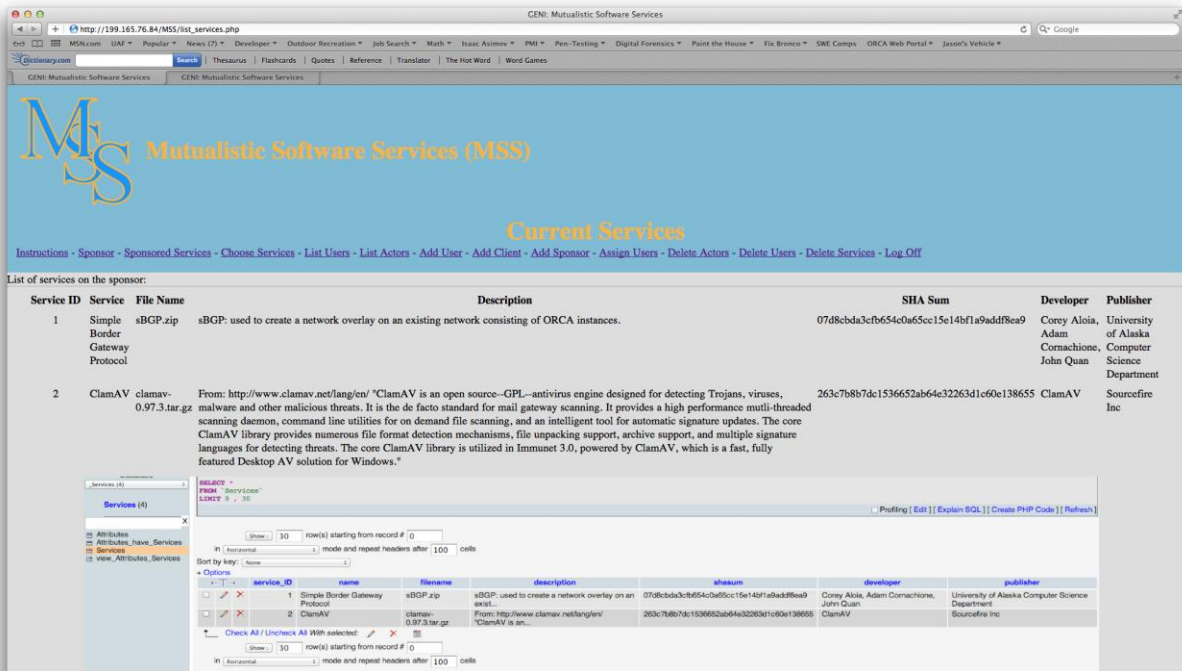 GENI: Mutualistic Software Services
http://199.165.76.84/MSS/list_services.php
Google
MSN.com UAF Popular News (7) Developer Outdoor Recreation Job Search Math Isaac Asimov PMI Pen-Testing Digital Forensics Paint the House Fix Bronco SWE Comps ORCA Web Portal Jason's Vehicle
Dictionary.com Search Thesaurus Flashcards Quotes Reference Translator The Hot Word Word Games
GENI: Mutualistic Software Services GENI: Mutualistic Software Services
MSS
Mutualistic Software Services (MSS)
Current Services
Instructions - Sponsor - Sponsored Services - Choose Services - List Users - List Actors - Add User - Add Client - Add Sponsor - Assign Users - Delete Actors - Delete Users - Delete Services - Log Off
List of services on the sponsor:
Service ID Service File Name Description SHA Sum Developer Publisher
1 Simple sBGP.zip sBGP: used to create a network overlay on an existing network consisting of ORCA instances. 07d8cbda3cfb654c0a65cc15e14bf1a9addf8ea9 Corey Aloia, University
Border Adam of Alaska
Gateway Cornachione, Computer
Protocol John Quan Science
Department
2 ClamAV clamav- From: http://www.clamav.net/lang/en/ "ClamAV is an open source--GPL--antivirus engine designed for detecting Trojans, viruses, 263c7b8b7dc1536652ab64e32263d1c60e138655 ClamAV Sourcefire
0.97.3.tar.gz malware and other malicious threats. It is the de facto standard for mail gateway scanning. It provides a high performance mutli-threaded Inc
scanning daemon, command line utilities for on demand file scanning, and an intelligent tool for automatic signature updates. The core
ClamAV library provides numerous file format detection mechanisms, file unpacking support, archive support, and multiple signature
languages for detecting threats. The core ClamAV library is utilized in Immunet 3.0, powered by ClamAV, which is a fast, fully
featured Desktop AV solution for Windows."
_Services (4)
SELECT *
FROM `Services`
LIMIT 0 , 30
Services (4)
Profiling [ Edit ] [ Explain SQL ] [ Create PHP Code ] [ Refresh ]
X
Attributes
Attributes_have_Services
Services
view_Attributes_Services
Show : 30 row(s) starting from record # 0
in horizontal mode and repeat headers after 100 cells
Sort by key: None
+ Options
←T→ service_ID name filename description shasum developer publisher
1 Simple Border Gateway sBGP.zip sBGP: used to create a network overlay on an 07d8cbda3cfb654c0a65cc15e14bf1a9addf8ea9 Corey Aloia, Adam Cornachione, University of Alaska Computer Science
Protocol exist... John Quan Department
2 ClamAV clamav- From: http://www.clamav.net/lang/en/ 263c7b8b7dc1536652ab64e32263d1c60e138655 ClamAV Sourcefire Inc
0.97.3.tar.gz "ClamAV is an...
Check All / Uncheck All With selected:
Show : 30 row(s) starting from record # 0
in horizontal mode and repeat headers after 100 cells